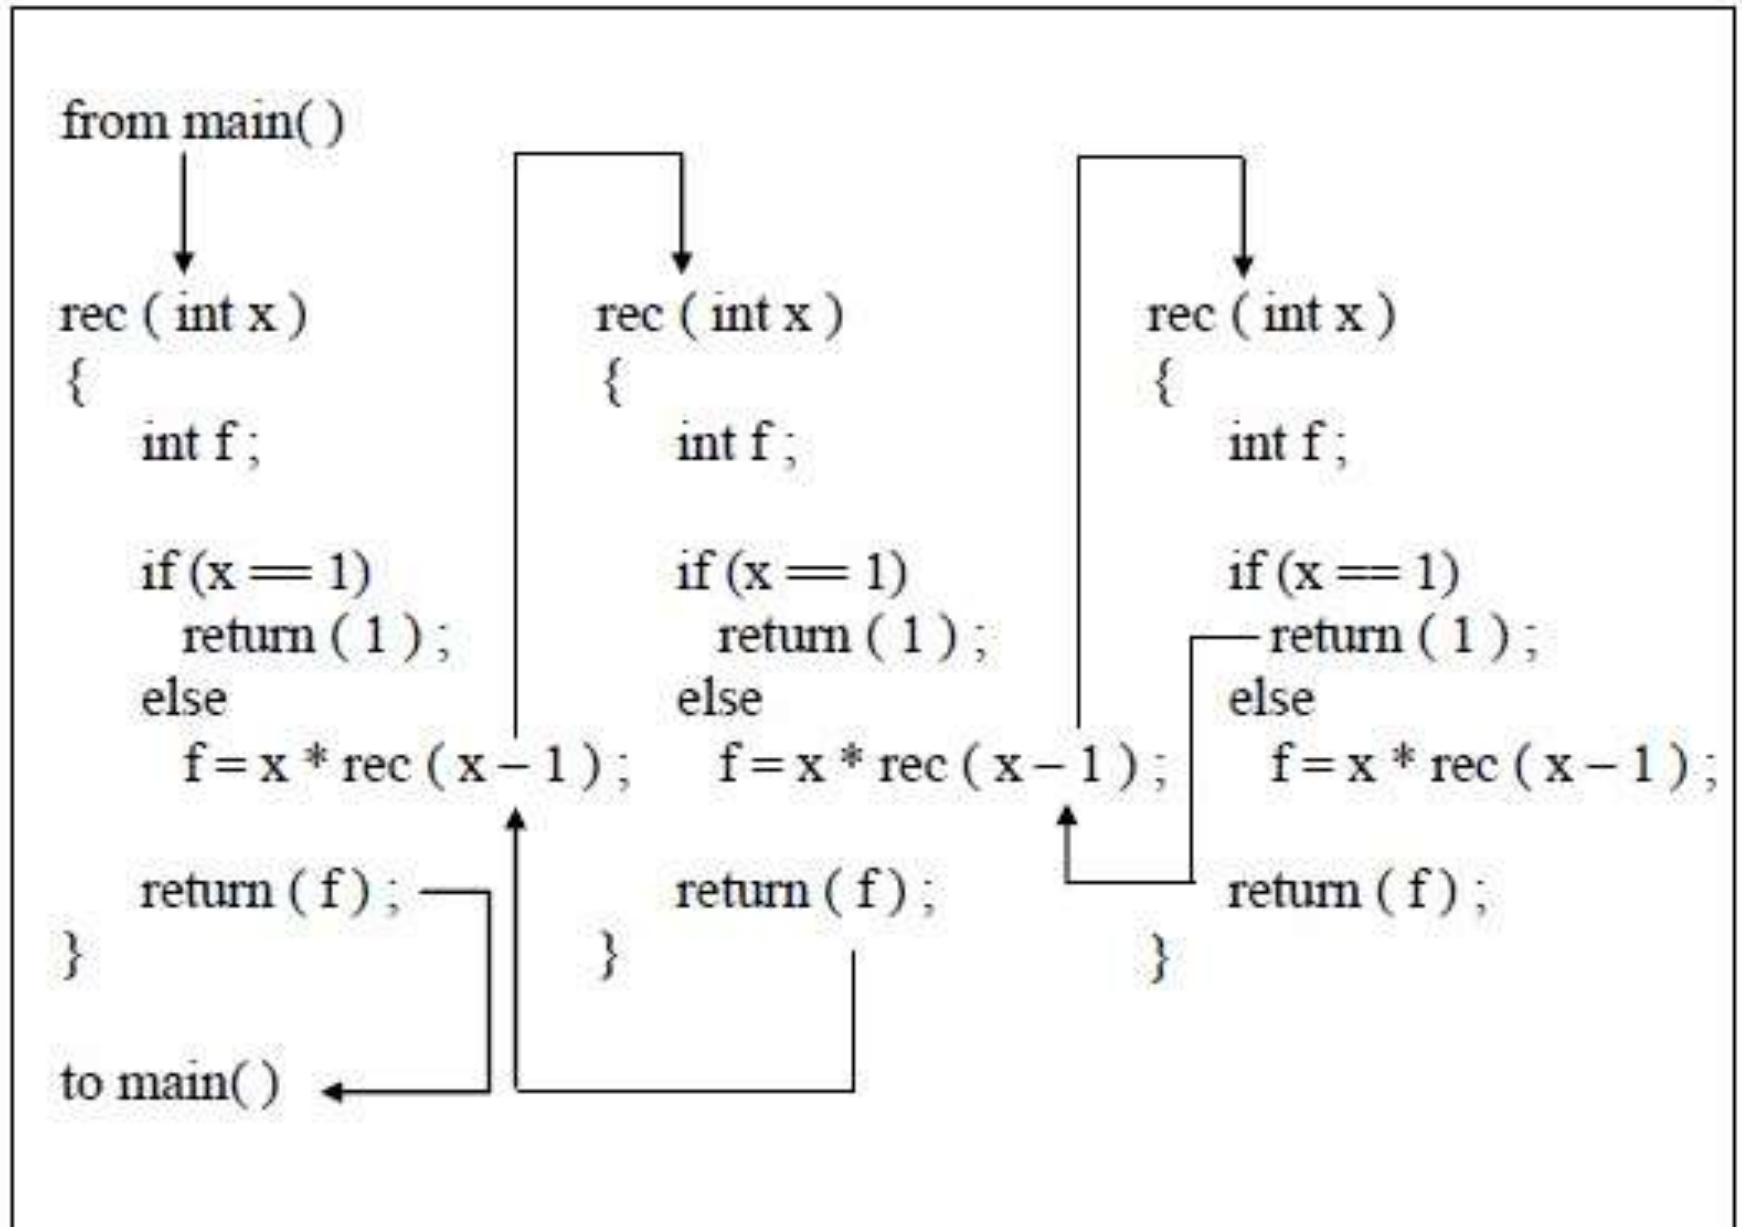 from main( )
rec ( int x )
{
int f ;
if (x == 1)
return ( 1 ) ;
else
f = x * rec ( x – 1 ) ;
return ( f ) ;
}
to main( )
rec ( int x )
{
int f ;
if (x == 1)
return ( 1 ) ;
else
f = x * rec ( x – 1 ) ;
return ( f ) ;
}
rec ( int x )
{
int f ;
if (x == 1)
return ( 1 ) ;
else
f = x * rec ( x – 1 ) ;
return ( f ) ;
}